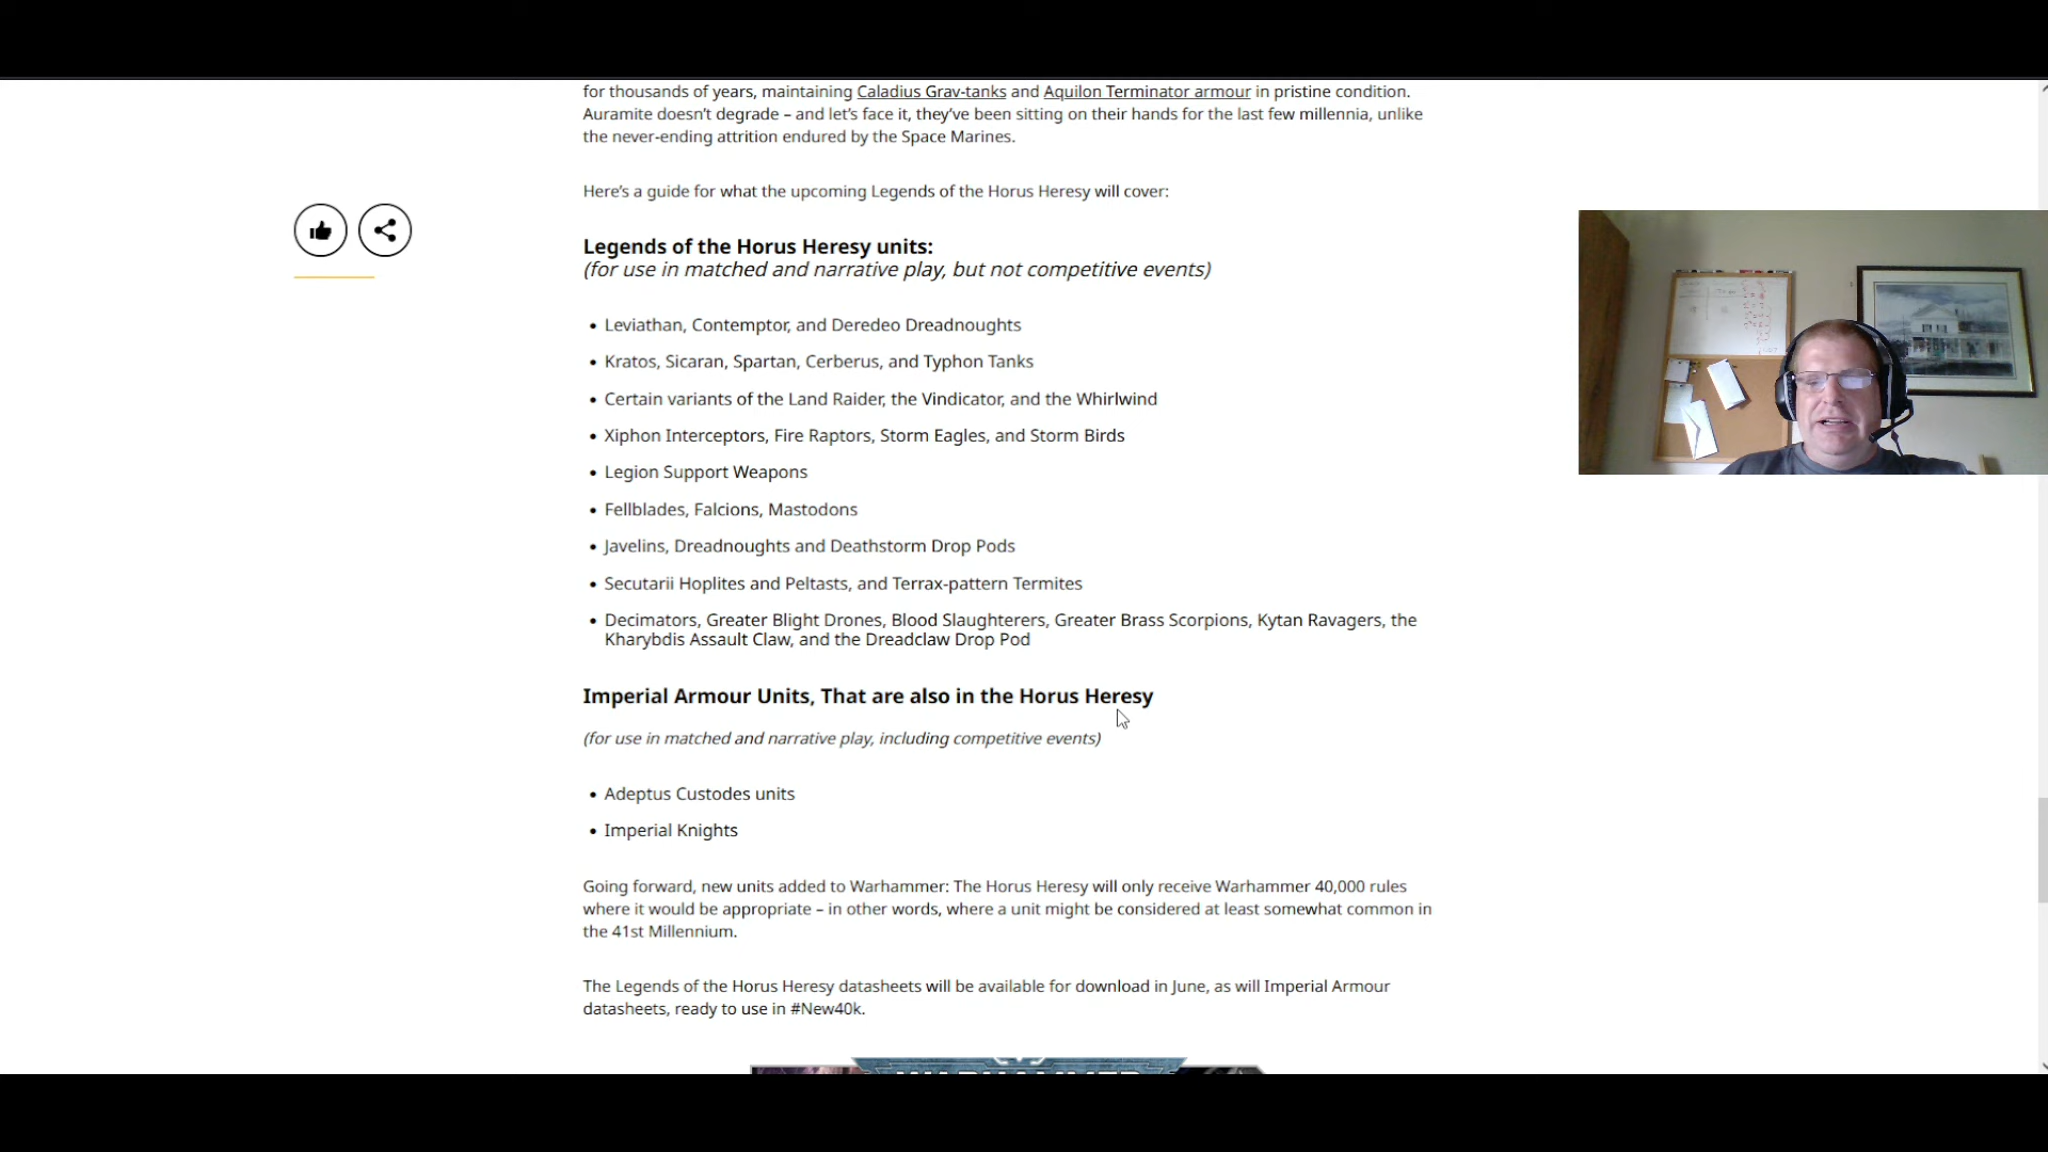 for thousands of years, maintaining Caladius Grav-tanks and Aquilon Terminator armour in pristine condition.
Auramite doesn't degrade – and let's face it, they've been sitting on their hands for the last few millennia, unlike
the never-ending attrition endured by the Space Marines.
Here's a guide for what the upcoming Legends of the Horus Heresy will cover:
Legends of the Horus Heresy units:
(for use in matched and narrative play, but not competitive events)
• Leviathan, Contemptor, and Deredeo Dreadnoughts
• Kratos, Sicaran, Spartan, Cerberus, and Typhon Tanks
• Certain variants of the Land Raider, the Vindicator, and the Whirlwind
• Xiphon Interceptors, Fire Raptors, Storm Eagles, and Storm Birds
• Legion Support Weapons
• Fellblades, Falcions, Mastodons
• Javelins, Dreadnoughts and Deathstorm Drop Pods
• Secutarii Hoplites and Peltasts, and Terrax-pattern Termites
• Decimators, Greater Blight Drones, Blood Slaughterers, Greater Brass Scorpions, Kytan Ravagers, the
Kharybdis Assault Claw, and the Dreadclaw Drop Pod
Imperial Armour Units, That are also in the Horus Heresy
(for use in matched and narrative play, including competitive events)
• Adeptus Custodes units
• Imperial Knights
Going forward, new units added to Warhammer: The Horus Heresy will only receive Warhammer 40,000 rules
where it would be appropriate – in other words, where a unit might be considered at least somewhat common in
the 41st Millennium.
The Legends of the Horus Heresy datasheets will be available for download in June, as will Imperial Armour
datasheets, ready to use in #New40k.
WARHAMMER